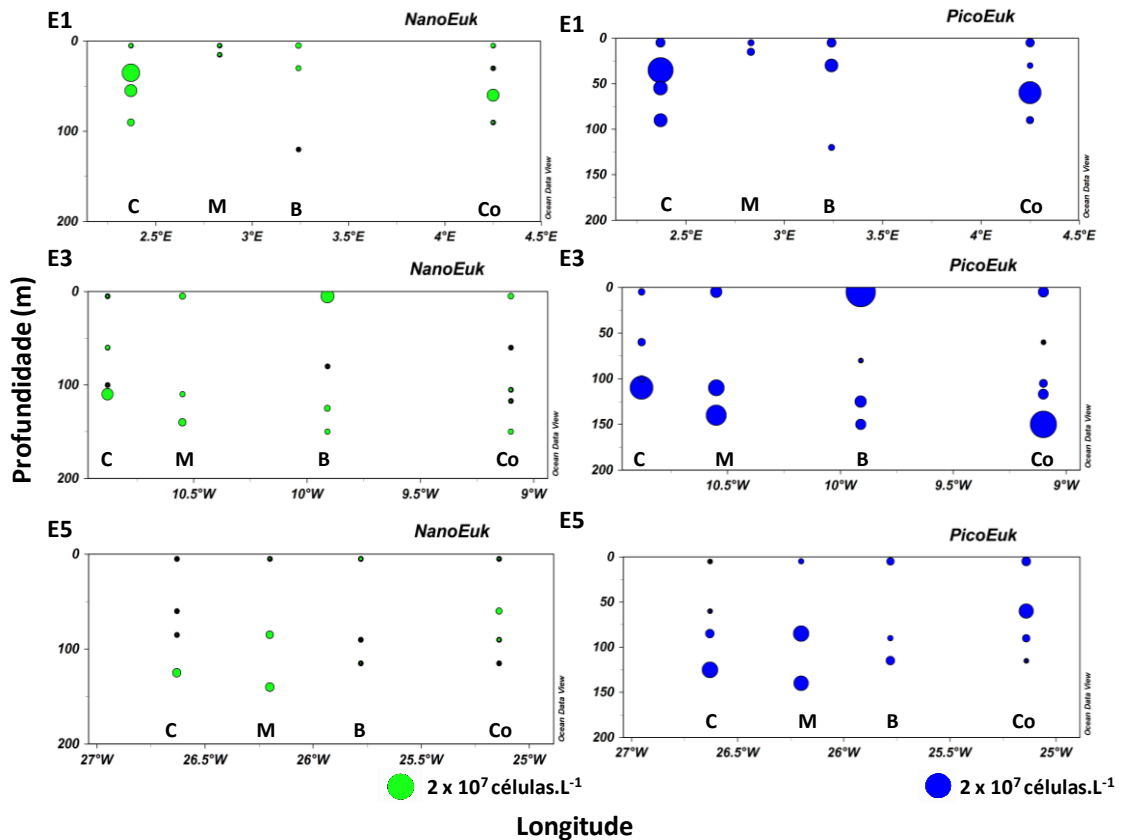 E1
NanoEuk
0
100
200
C
M
B
Co
2.5°E
3°E
3.5°E
4°E
4.5°E
Ocean Data View
E1
PicoEuk
0
50
100
150
200
C
M
B
Co
2.5°E
3°E
3.5°E
4°E
4.5°E
Ocean Data View
E3
NanoEuk
0
100
200
C
M
B
Co
10.5°W
10°W
9.5°W
9°W
Ocean Data View
E3
PicoEuk
0
50
100
150
200
C
M
B
Co
10.5°W
10°W
9.5°W
9°W
Ocean Data View
Profundidade (m)
E5
NanoEuk
0
100
200
C
M
B
Co
27°W
26.5°W
26°W
25.5°W
25°W
Ocean Data View
E5
PicoEuk
0
50
100
150
200
C
M
B
Co
27°W
26.5°W
26°W
25.5°W
25°W
Ocean Data View
2 x 10⁷ células.L⁻¹
2 x 10⁷ células.L⁻¹
Longitude